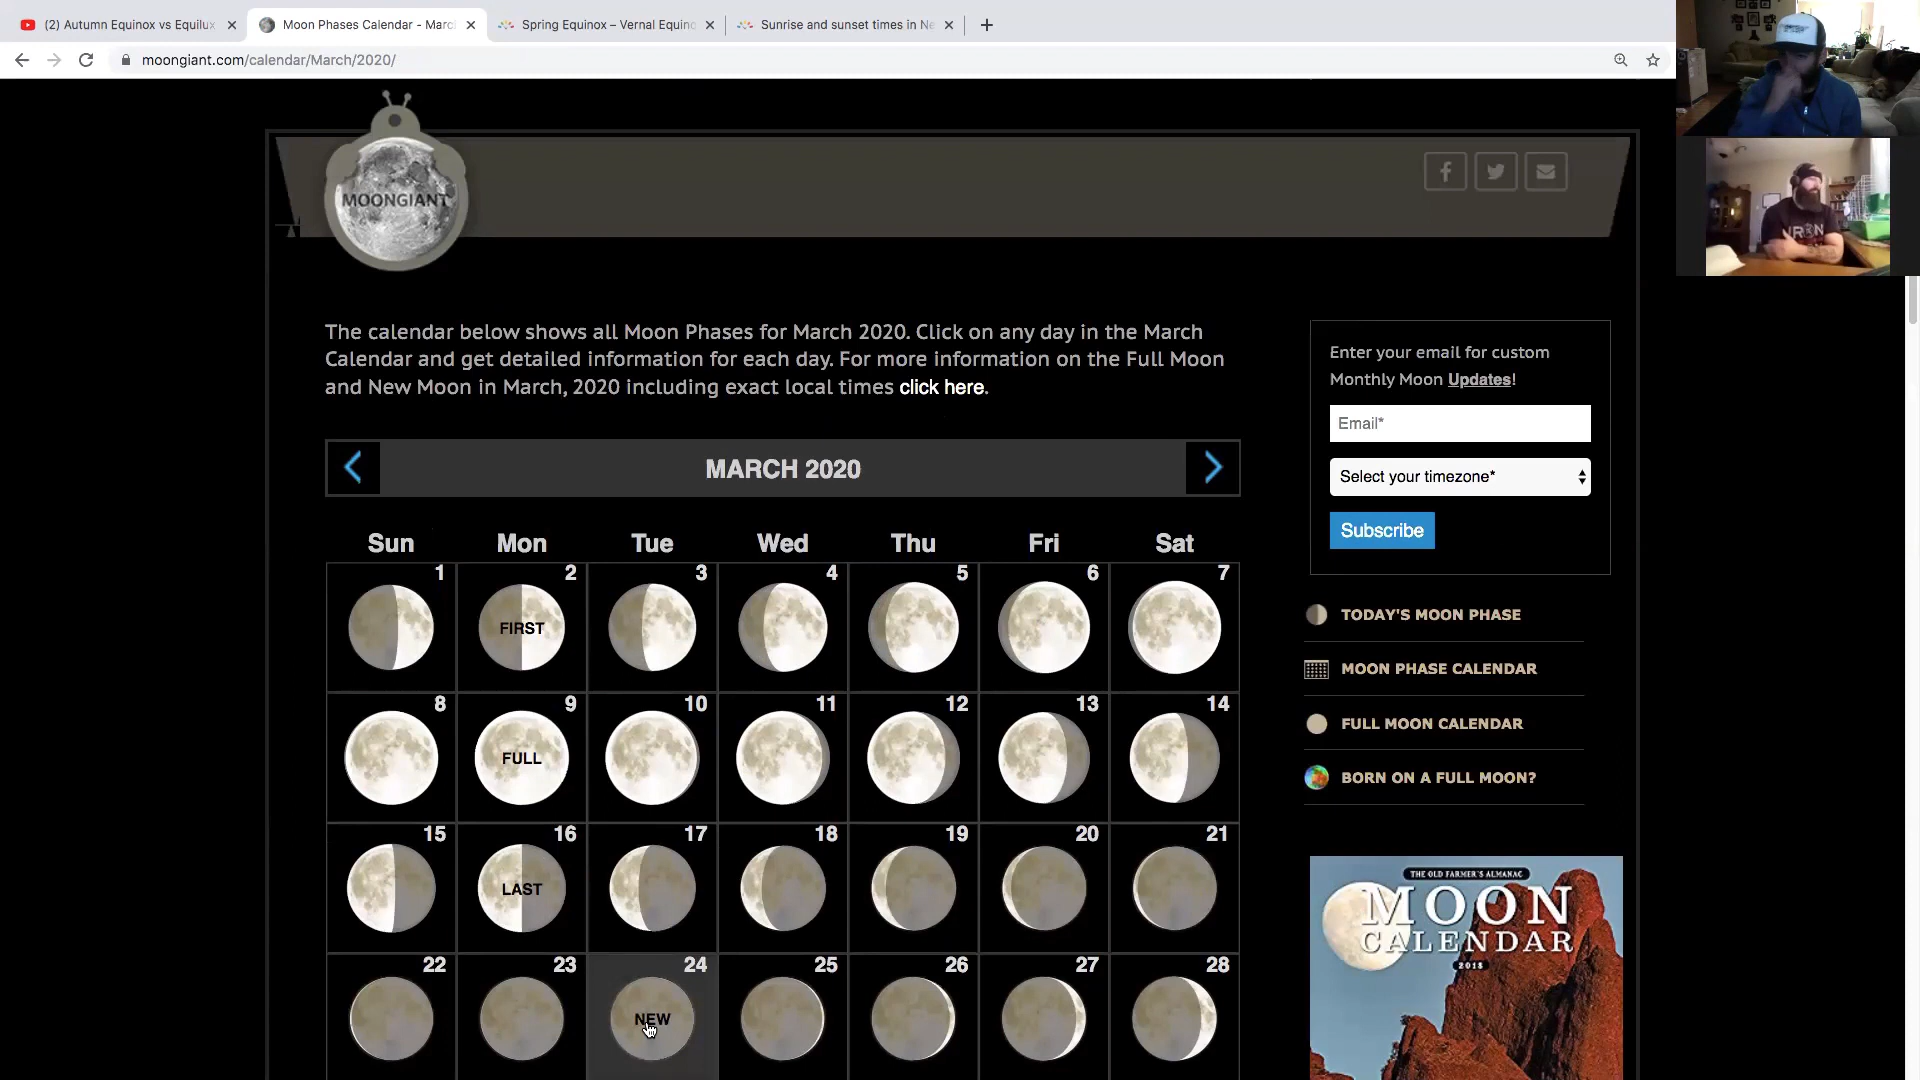 (2) Autumn Equinox vs Equilux
Moon Phases Calendar - Marc
Spring Equinox – Vernal Equino
Sunrise and sunset times in Ne
moongiant.com/calendar/March/2020/
MOONGIANT
The calendar below shows all Moon Phases for March 2020. Click on any day in the March
Calendar and get detailed information for each day. For more information on the Full Moon
and New Moon in March, 2020 including exact local times click here.
Enter your email for custom
Monthly Moon Updates!
Email*
Select your timezone*
Subscribe
MARCH 2020
Sun Mon Tue Wed Thu Fri Sat
1 2 3 4 5 6 7
FIRST
8 9 10 11 12 13 14
FULL
15 16 17 18 19 20 21
LAST
22 23 24 25 26 27 28
NEW
TODAY'S MOON PHASE
MOON PHASE CALENDAR
FULL MOON CALENDAR
BORN ON A FULL MOON?
THE OLD FARMER'S ALMANAC
MOON
CALENDAR
2018